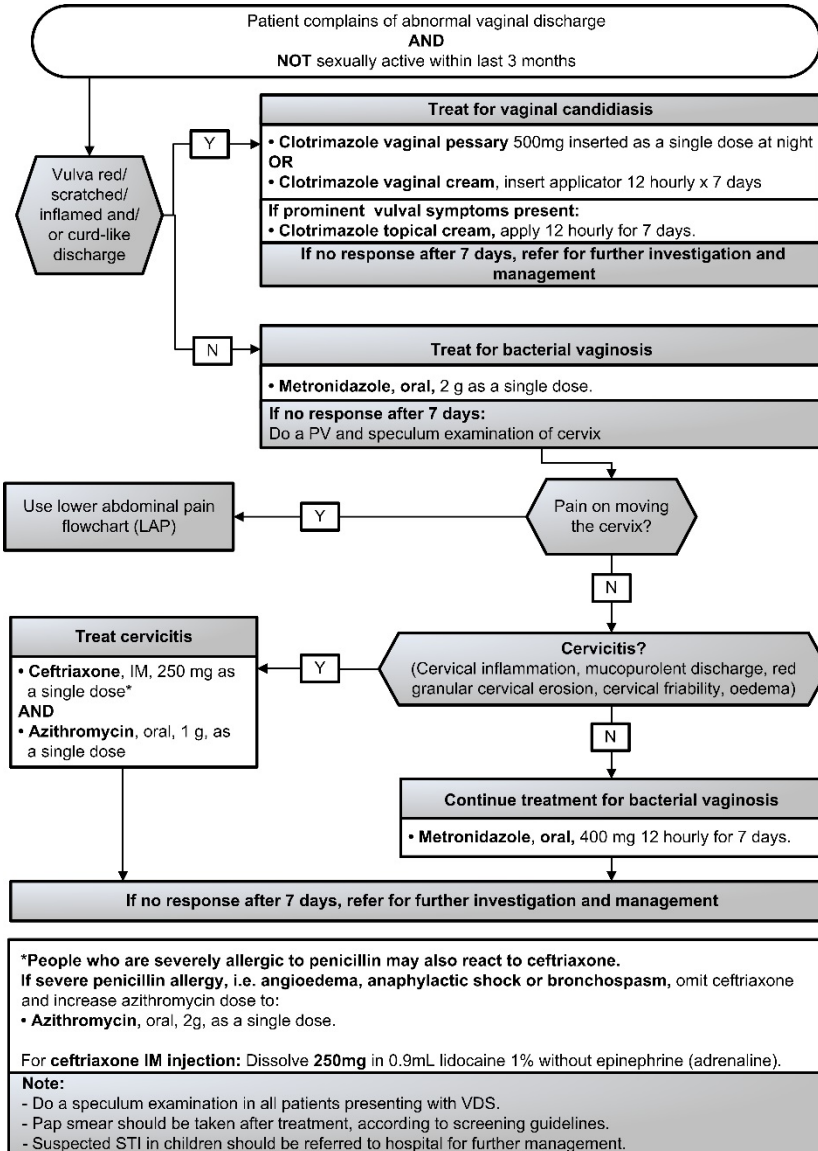 Patient complains of abnormal vaginal discharge
AND
NOT sexually active within last 3 months
Vulva red/
scratched/
inflamed and/
or curd-like
discharge
Y
Treat for vaginal candidiasis
• Clotrimazole vaginal pessary 500mg inserted as a single dose at night
OR
• Clotrimazole vaginal cream, insert applicator 12 hourly x 7 days
If prominent vulval symptoms present:
• Clotrimazole topical cream, apply 12 hourly for 7 days.
If no response after 7 days, refer for further investigation and
management
N
Treat for bacterial vaginosis
• Metronidazole, oral, 2 g as a single dose.
If no response after 7 days:
Do a PV and speculum examination of cervix
Pain on moving
the cervix?
Y
Use lower abdominal pain
flowchart (LAP)
N
Cervicitis?
(Cervical inflammation, mucopurolent discharge, red
granular cervical erosion, cervical friability, oedema)
Y
Treat cervicitis
• Ceftriaxone, IM, 250 mg as
a single dose*
AND
• Azithromycin, oral, 1 g, as
a single dose
N
Continue treatment for bacterial vaginosis
• Metronidazole, oral, 400 mg 12 hourly for 7 days.
If no response after 7 days, refer for further investigation and management
*People who are severely allergic to penicillin may also react to ceftriaxone.
If severe penicillin allergy, i.e. angioedema, anaphylactic shock or bronchospasm, omit ceftriaxone
and increase azithromycin dose to:
• Azithromycin, oral, 2g, as a single dose.
For ceftriaxone IM injection: Dissolve 250mg in 0.9mL lidocaine 1% without epinephrine (adrenaline).
Note:
- Do a speculum examination in all patients presenting with VDS.
- Pap smear should be taken after treatment, according to screening guidelines.
- Suspected STI in children should be referred to hospital for further management.